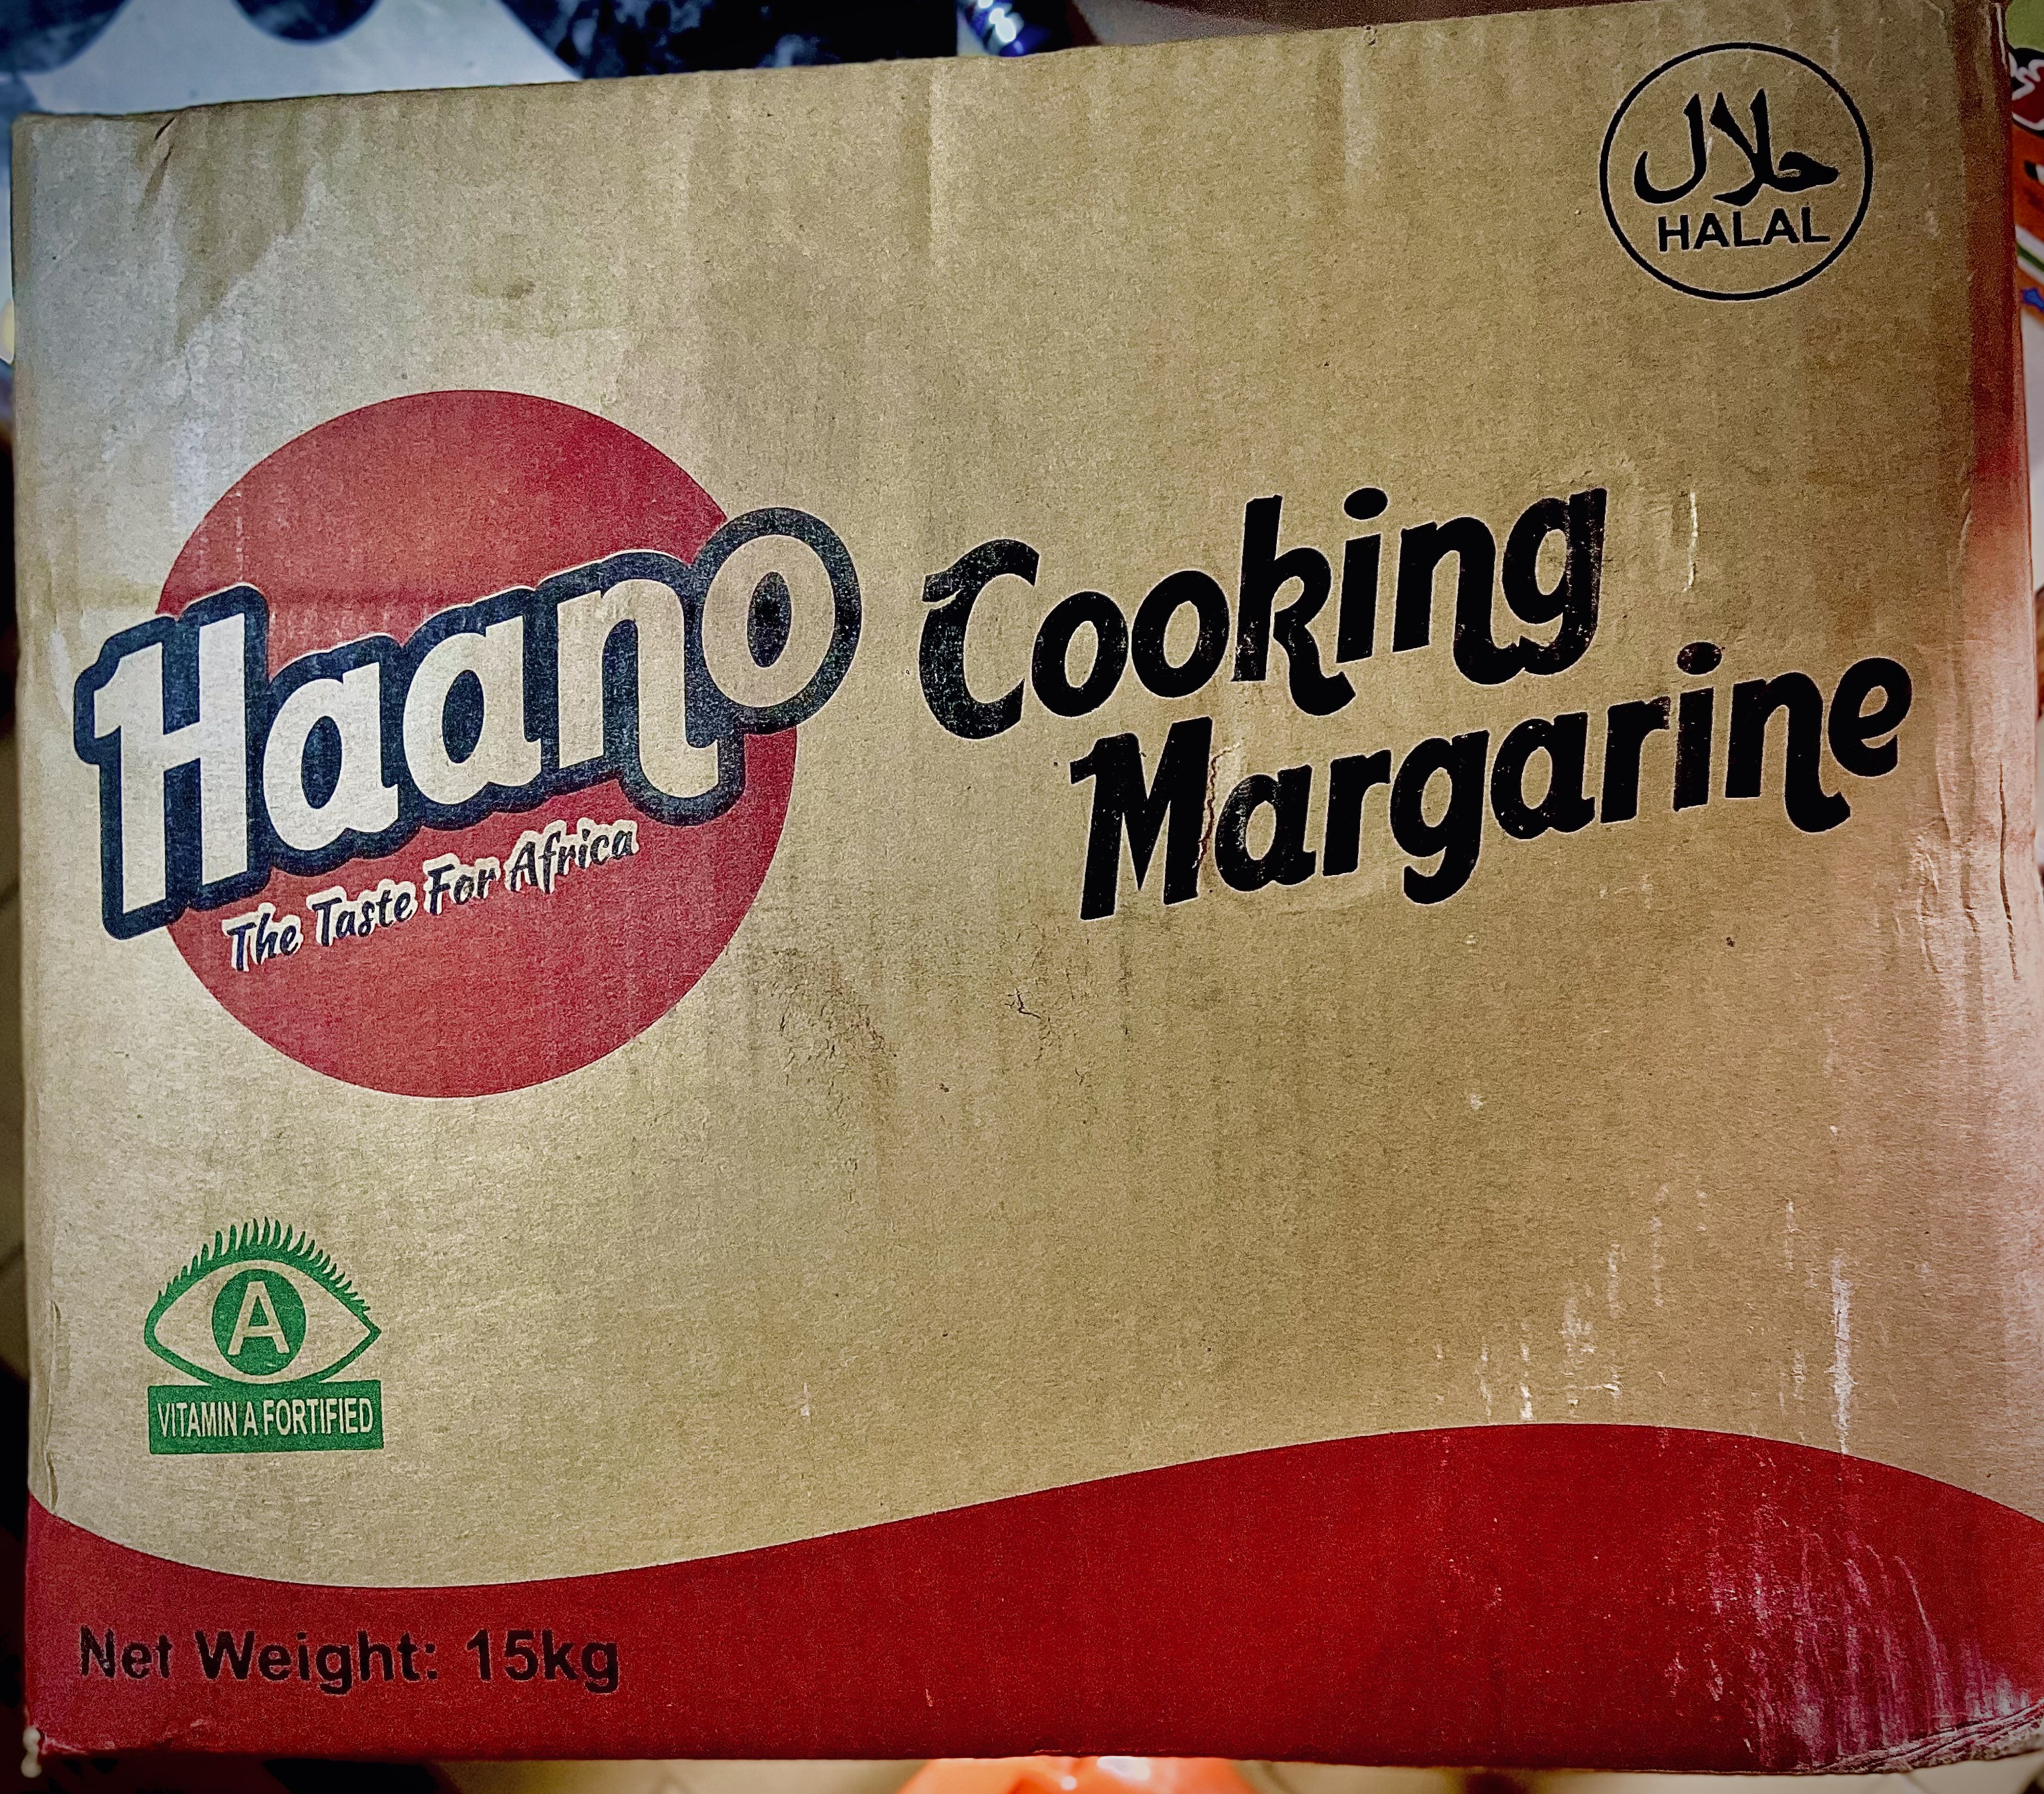 حلال
HALAL
Haano
The Taste For Africa
Cooking
Margarine
A
VITAMIN A FORTIFIED
Net Weight: 15kg